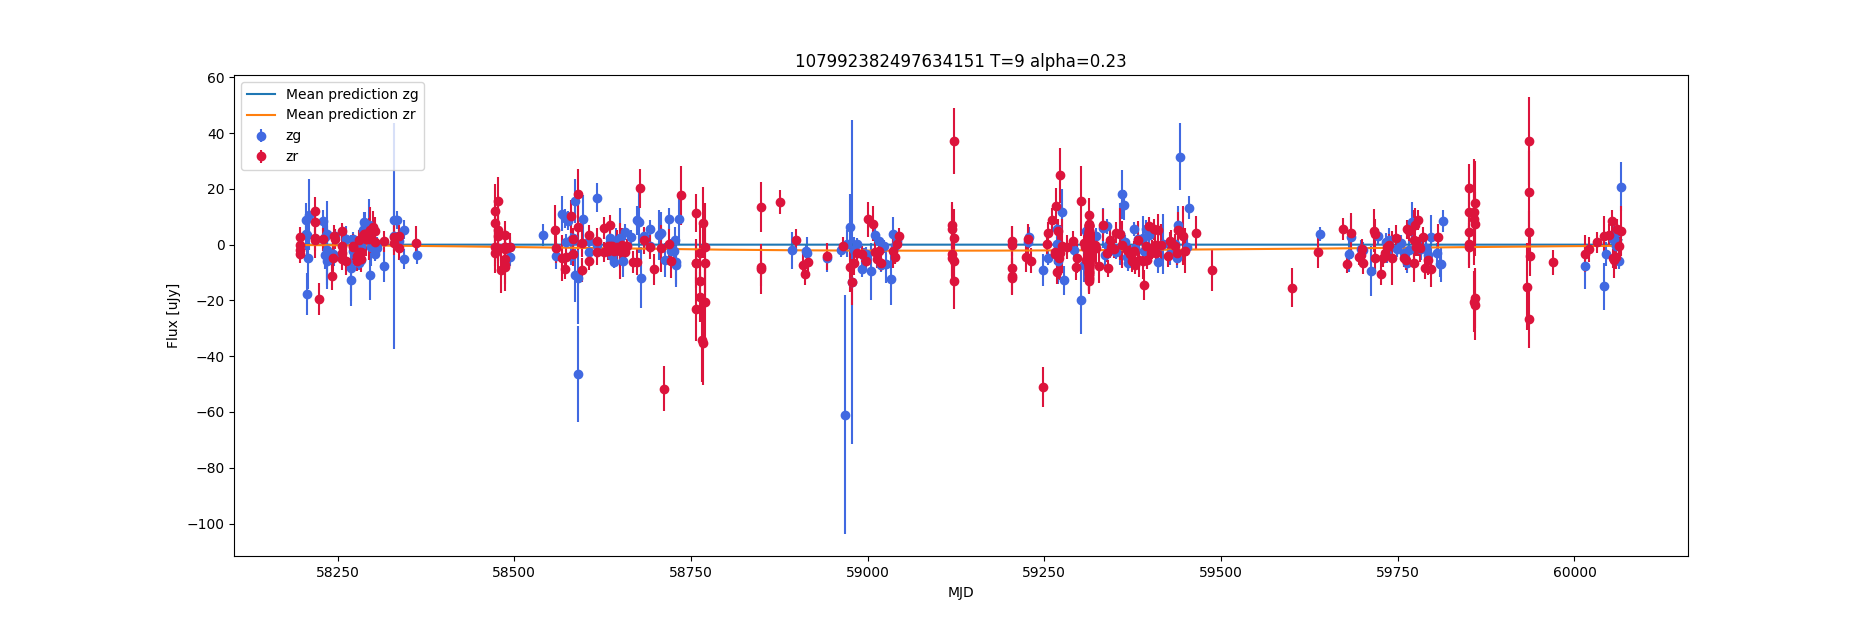 107992382497634151 T=9 alpha=0.23
Mean prediction zg
Mean prediction zr
zg
zr
60
40
20
0
−20
−40
−60
−80
−100
Flux [uJy]
58250
58500
58750
59000
59250
59500
59750
60000
MJD